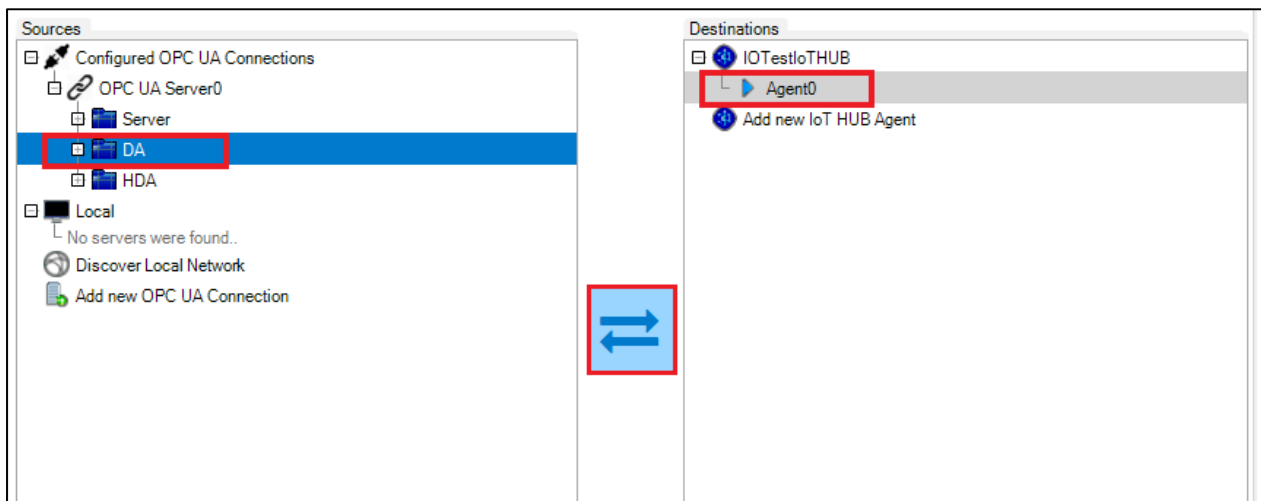 Sources
Configured OPC UA Connections
OPC UA Server0
Server
DA
HDA
Local
No servers were found..
Discover Local Network
Add new OPC UA Connection
Destinations
IOTestIoTHUB
Agent0
Add new IoT HUB Agent